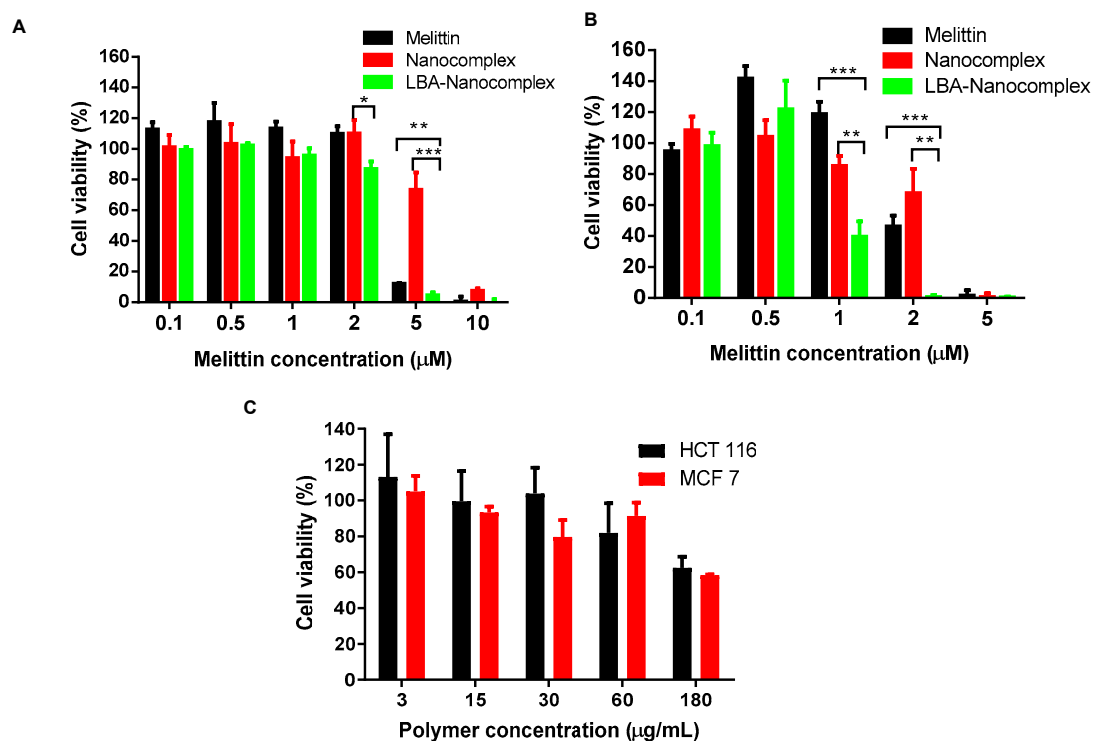 A
Melittin
Nanocomplex
LBA-Nanocomplex
Cell viability (%)
160
140
120
100
80
60
40
20
0
*
**
***
0.1 0.5 1 2 5 10
Melittin concentration (μM)
B
Melittin
Nanocomplex
LBA-Nanocomplex
Cell viability (%)
160
140
120
100
80
60
40
20
0
***
**
***
**
0.1 0.5 1 2 5
Melittin concentration (μM)
C
HCT 116
MCF 7
Cell viability (%)
140
120
100
80
60
40
20
0
3 15 30 60 180
Polymer concentration (μg/mL)